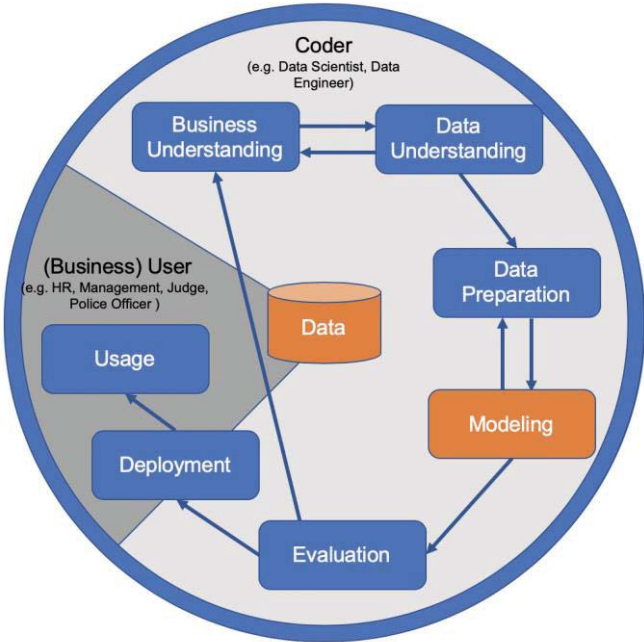 Coder
(e.g. Data Scientist, Data
Engineer)
Business
Understanding
Data
Understanding
(Business) User
(e.g. HR, Management, Judge,
Police Officer )
Data
Preparation
Data
Usage
Modeling
Deployment
Evaluation